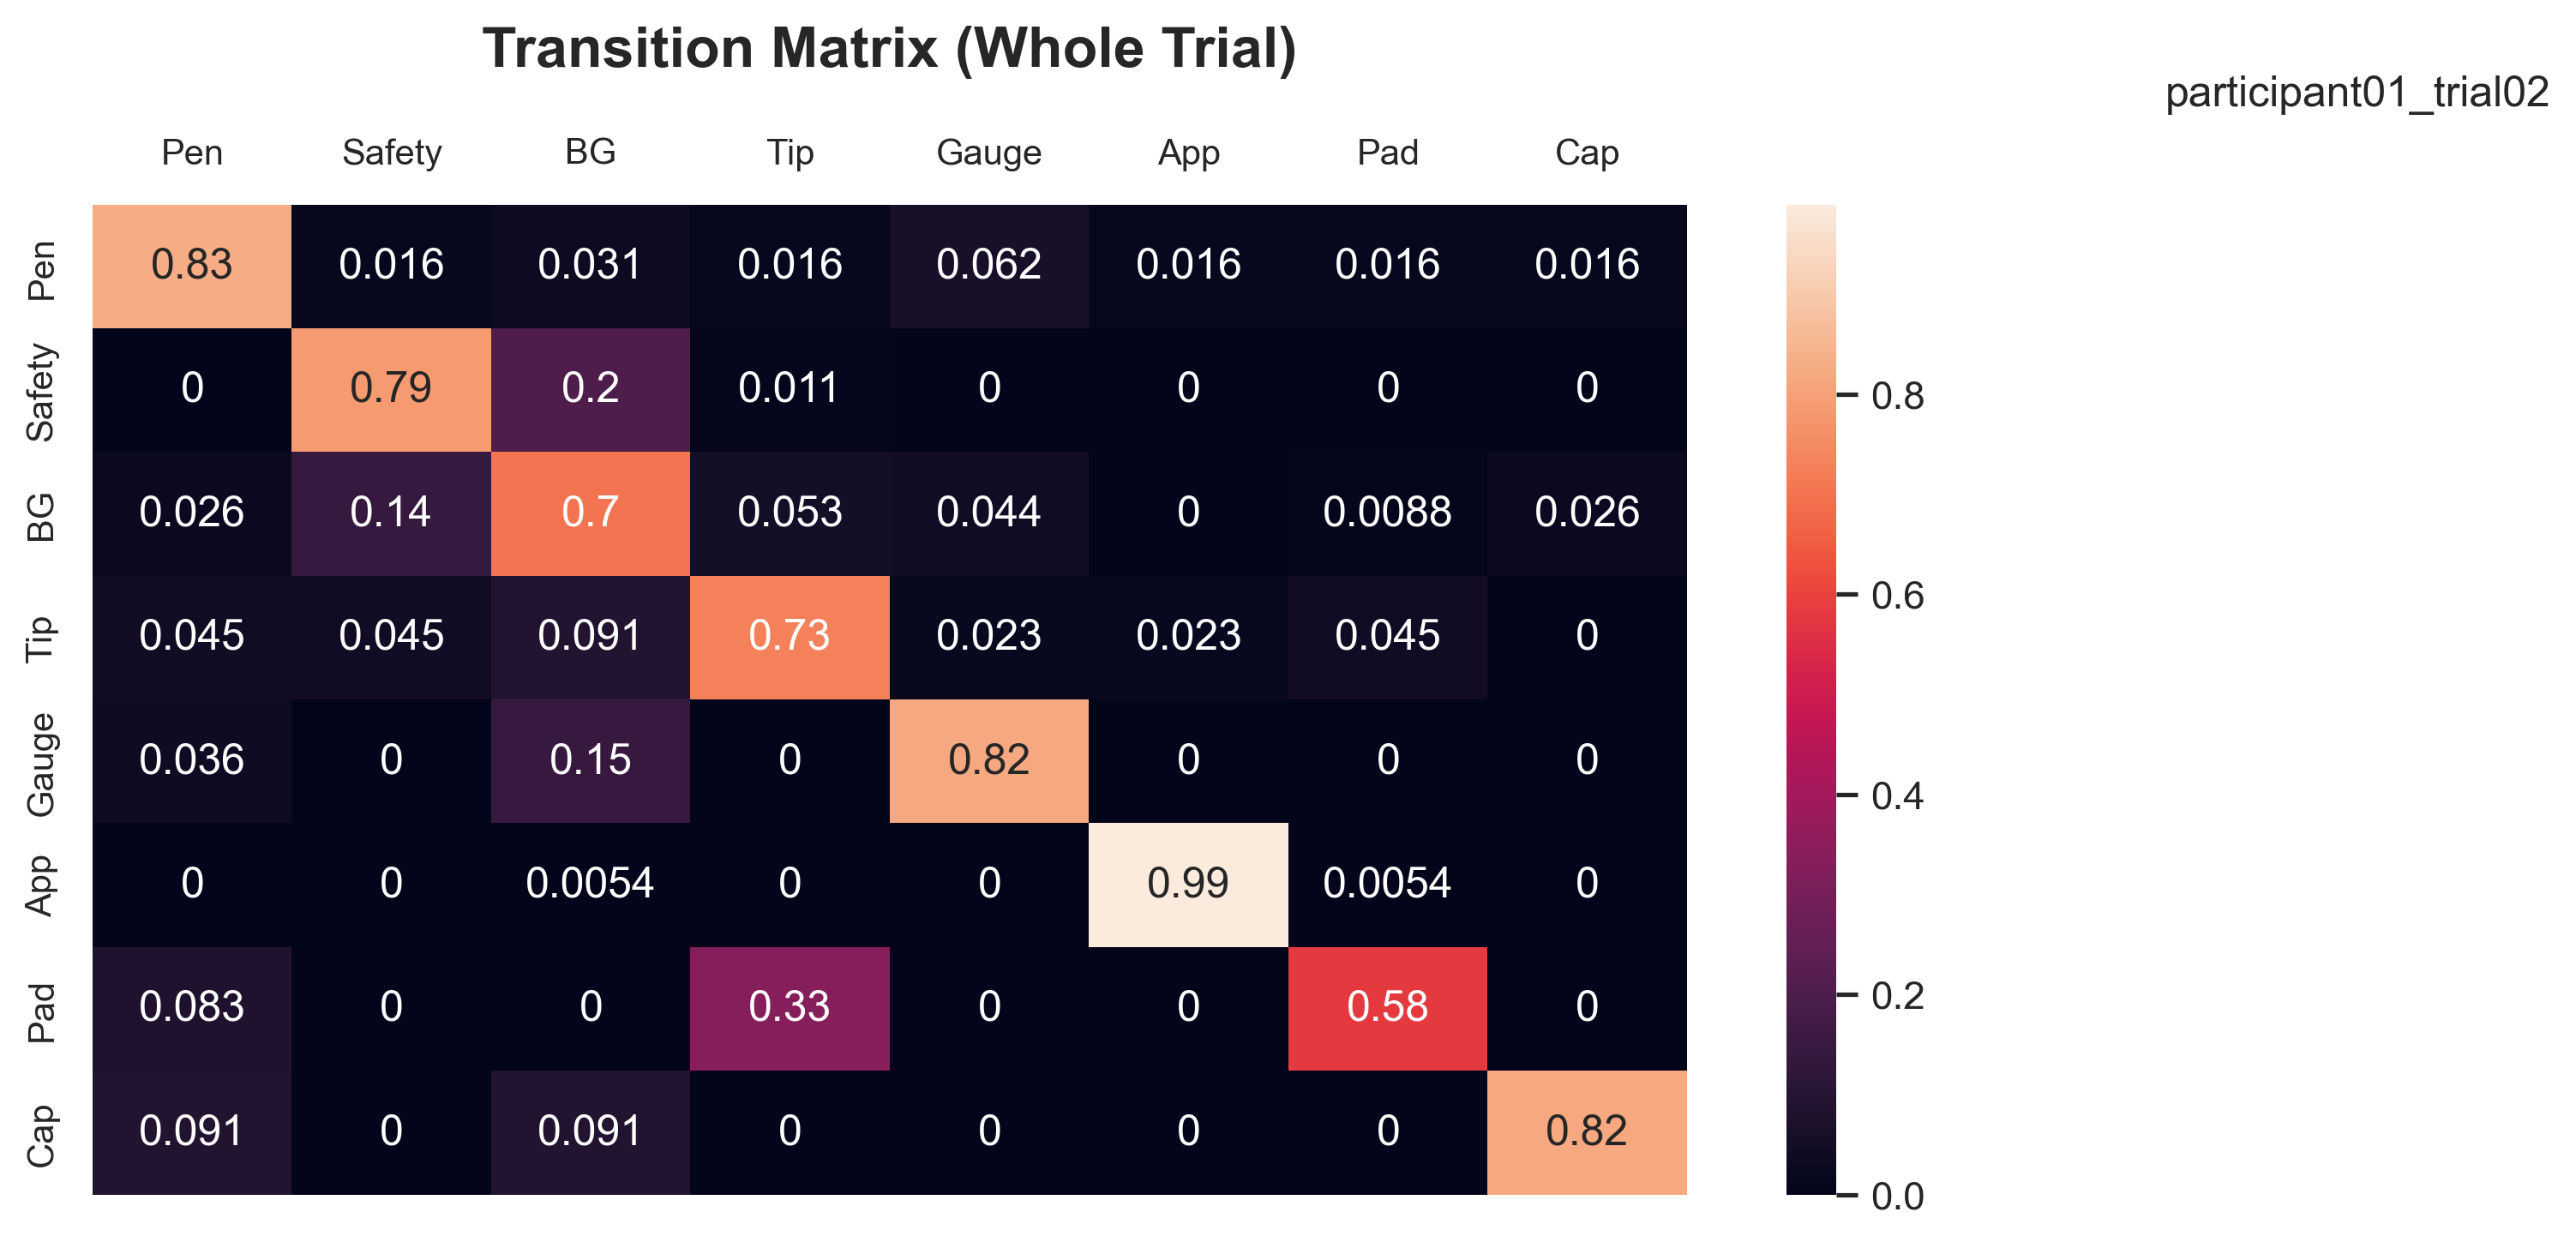 Transition Matrix (Whole Trial)
participant01_trial02
Pen Safety BG Tip Gauge App Pad Cap
Pen 0.83 0.016 0.031 0.016 0.062 0.016 0.016 0.016
Safety 0 0.79 0.2 0.011 0 0 0 0
BG 0.026 0.14 0.7 0.053 0.044 0 0.0088 0.026
Tip 0.045 0.045 0.091 0.73 0.023 0.023 0.045 0
Gauge 0.036 0 0.15 0 0.82 0 0 0
App 0 0 0.0054 0 0 0.99 0.0054 0
Pad 0.083 0 0 0.33 0 0 0.58 0
Cap 0.091 0 0.091 0 0 0 0 0.82
0.8
0.6
0.4
0.2
0.0